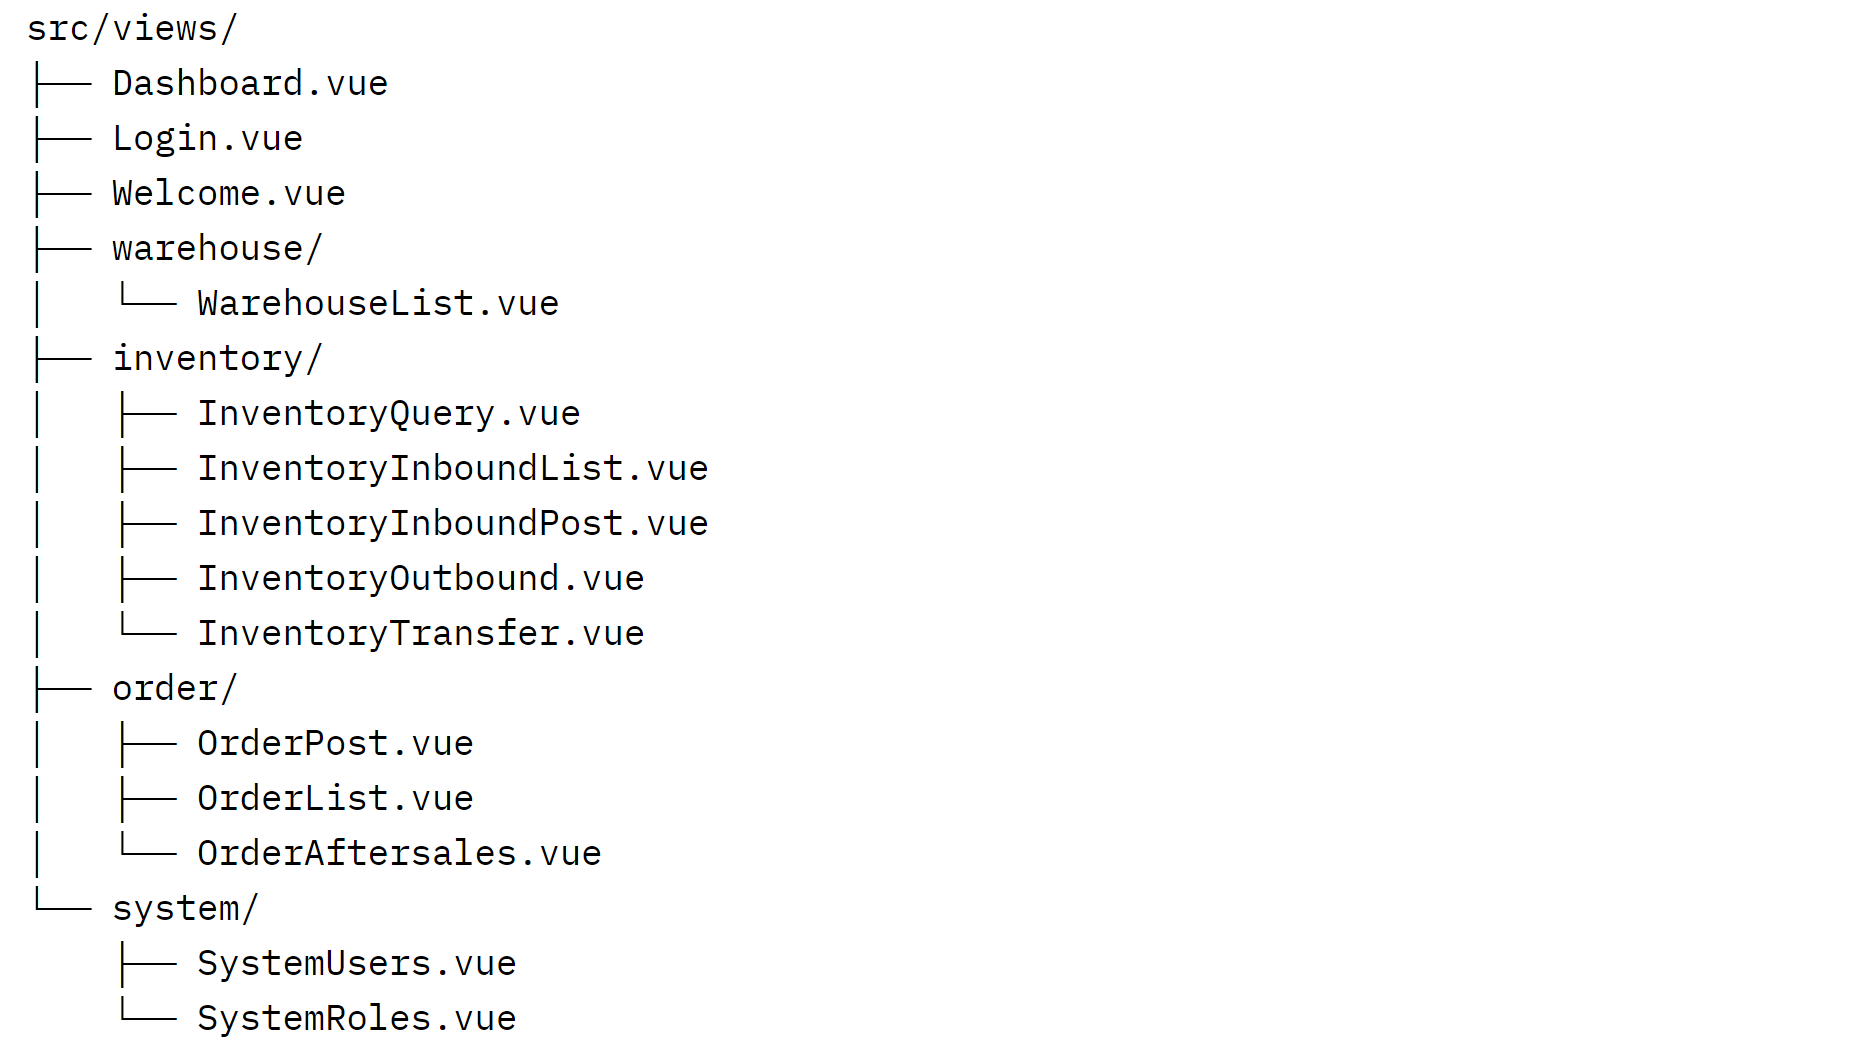 src/views/
├── Dashboard.vue
├── Login.vue
├── Welcome.vue
├── warehouse/
│   └── WarehouseList.vue
├── inventory/
│   ├── InventoryQuery.vue
│   ├── InventoryInboundList.vue
│   ├── InventoryInboundPost.vue
│   ├── InventoryOutbound.vue
│   └── InventoryTransfer.vue
├── order/
│   ├── OrderPost.vue
│   ├── OrderList.vue
│   └── OrderAftersales.vue
└── system/
    ├── SystemUsers.vue
    └── SystemRoles.vue